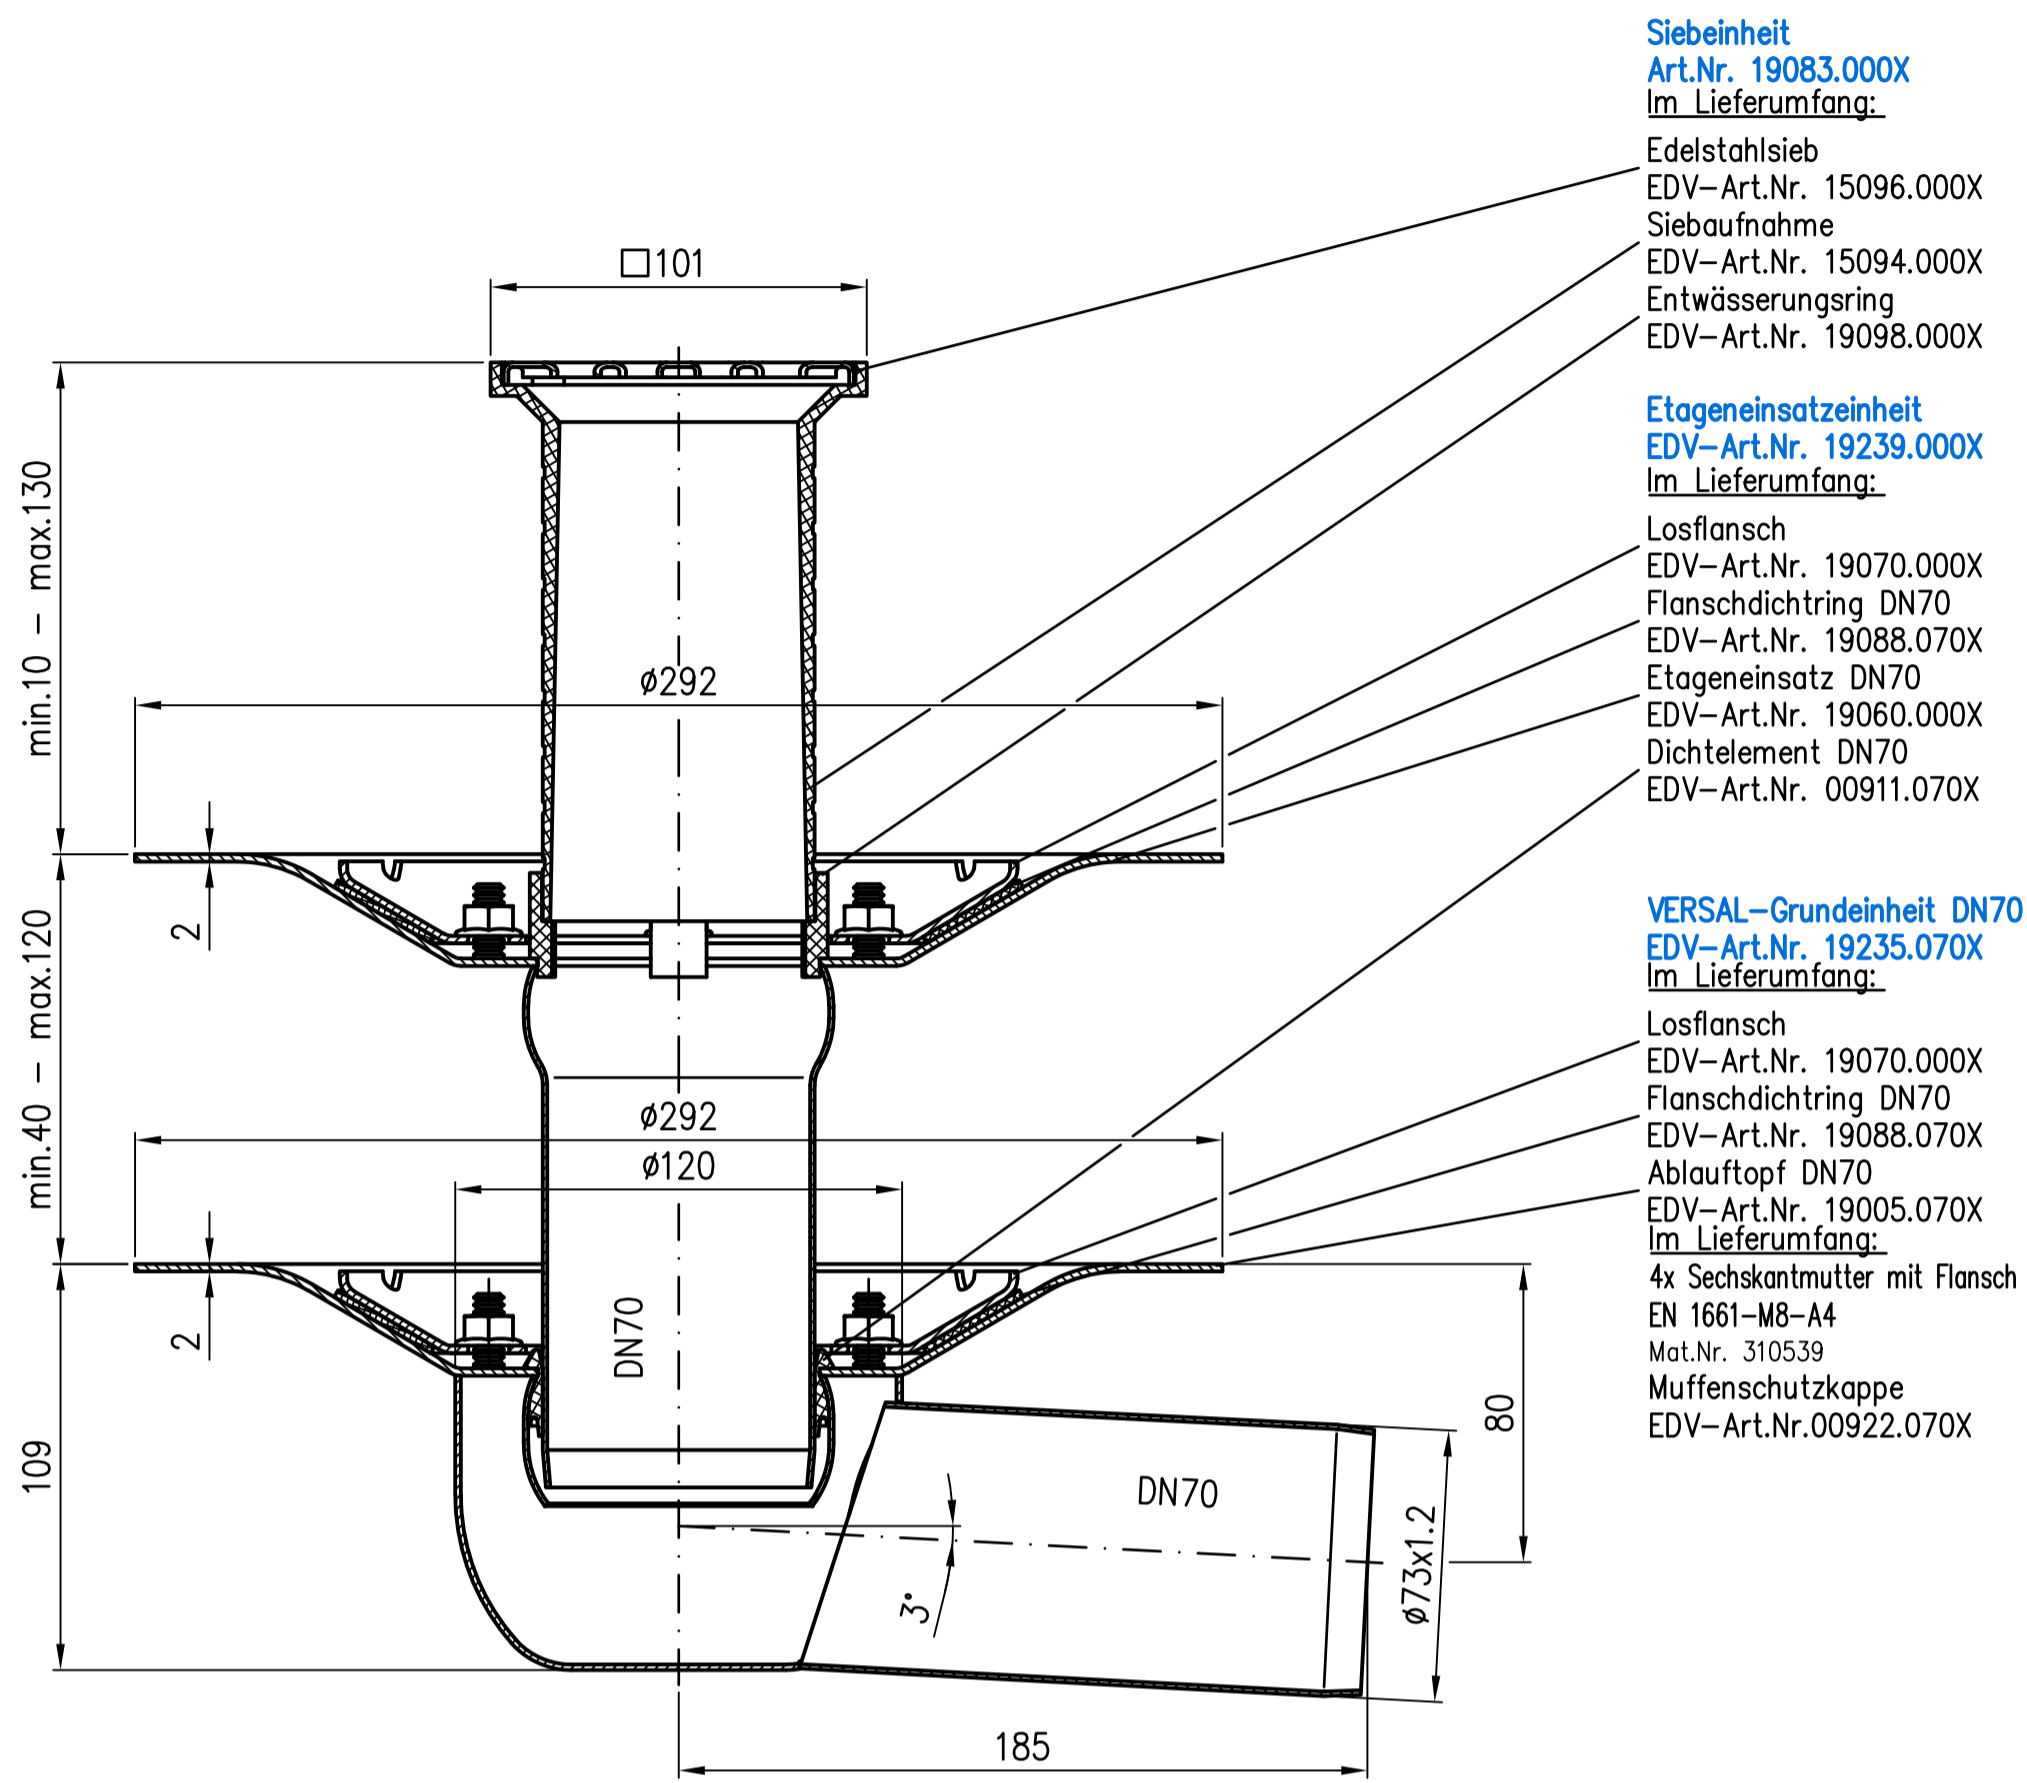 Siebeinheit
Art.Nr. 19083.000X
Im Lieferumfang:
Edelstahlsieb
EDV-Art.Nr. 15096.000X
Siebaufnahme
EDV-Art.Nr. 15094.000X
Entwässerungsring
EDV-Art.Nr. 19098.000X
Etageneinsatzeinheit
EDV-Art.Nr. 19239.000X
Im Lieferumfang:
Losflansch
EDV-Art.Nr. 19070.000X
Flanschdichtring DN70
EDV-Art.Nr. 19088.070X
Etageneinsatz DN70
EDV-Art.Nr. 19060.000X
Dichtelement DN70
EDV-Art.Nr. 00911.070X
VERSAL-Grundeinheit DN70
EDV-Art.Nr. 19235.070X
Im Lieferumfang:
Losflansch
EDV-Art.Nr. 19070.000X
Flanschdichtring DN70
EDV-Art.Nr. 19088.070X
Ablauftopf DN70
EDV-Art.Nr. 19005.070X
Im Lieferumfang:
4x Sechskantmutter mit Flansch
EN 1661-M8-A4
Mat.Nr. 310539
Muffenschutzkappe
EDV-Art.Nr.00922.070X
□101
min.10 - max.130
ø292
2
min.40 - max.120
ø292
ø120
2
DN70
109
80
DN70
ø73x1.2
3°
185